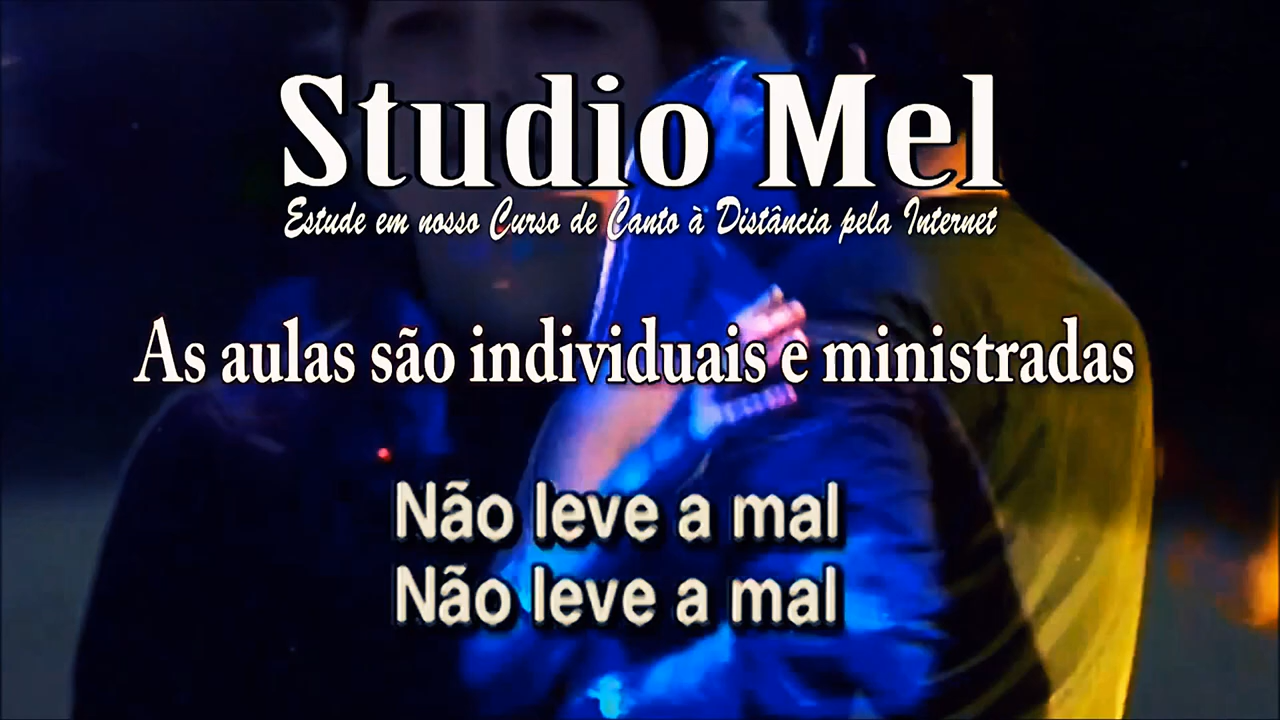 Studio Mel
Estude em nosso Curso de Canto à Distância pela Internet
As aulas são individuais e ministradas
Não leve a mal
Não leve a mal